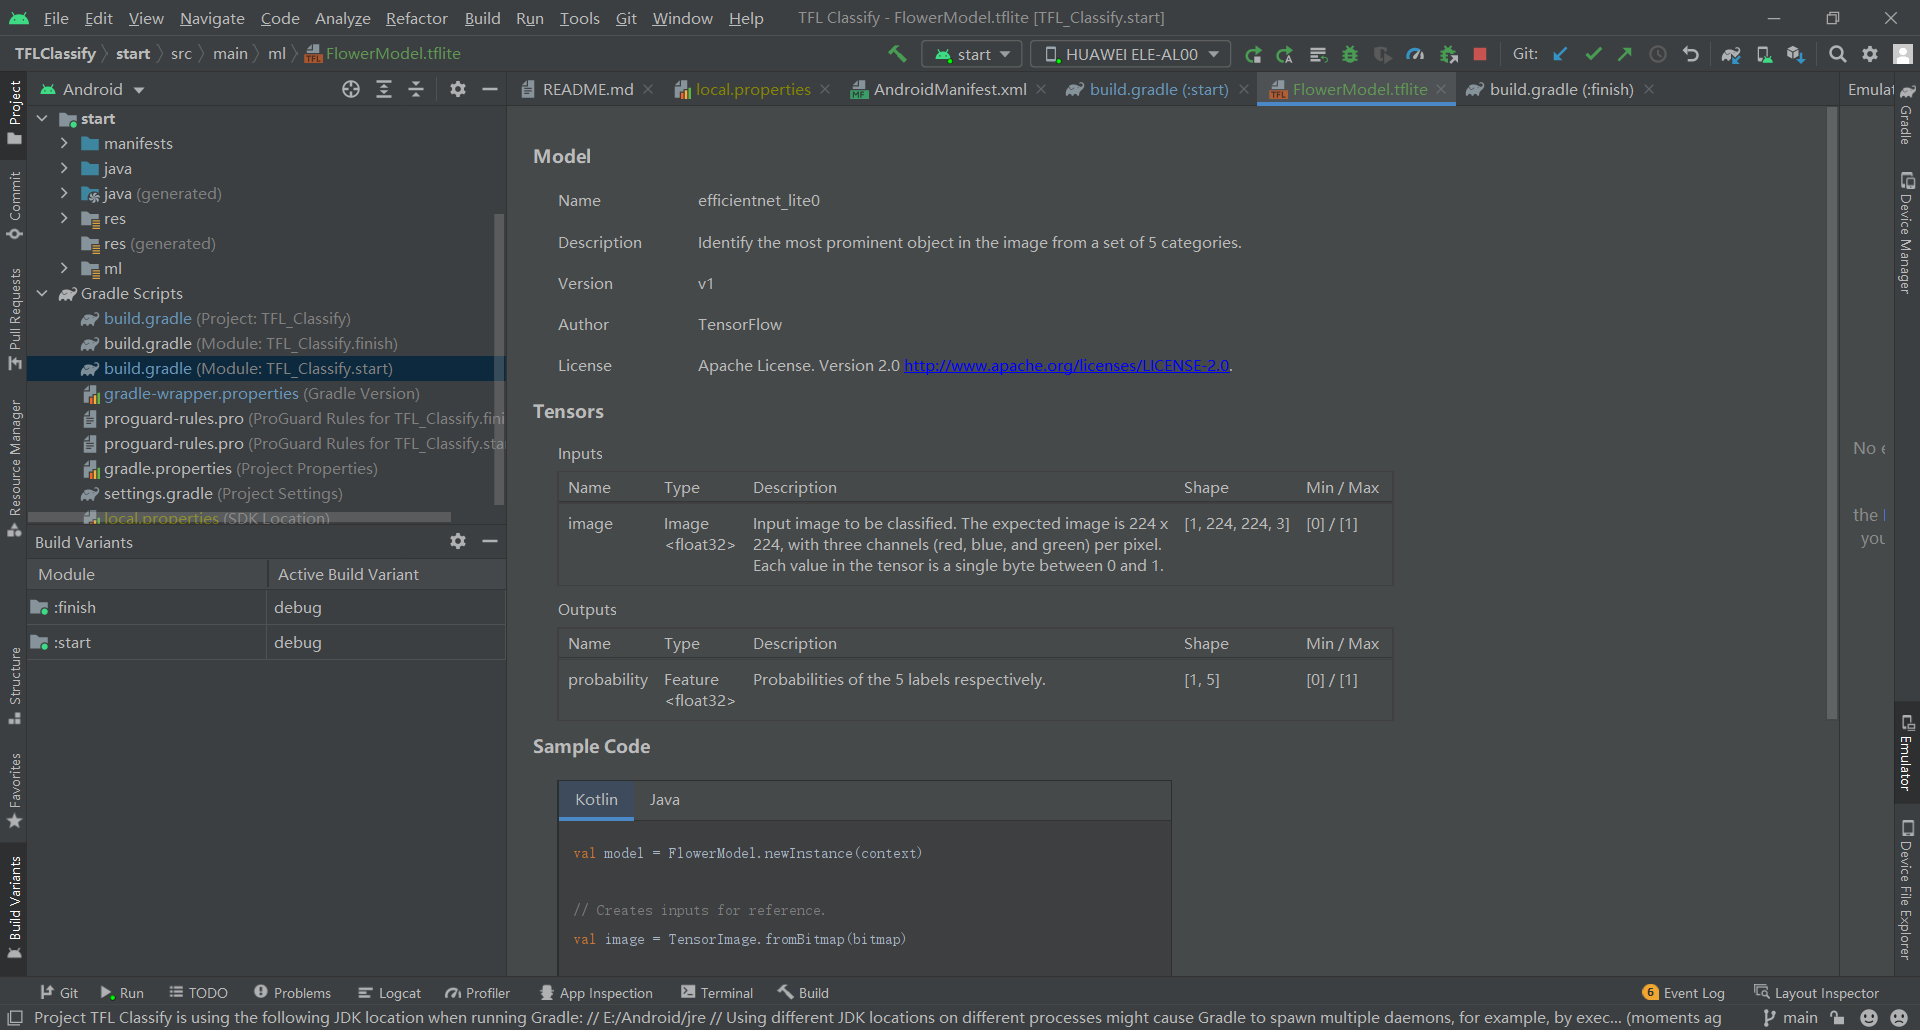 File Edit View Navigate Code Analyze Refactor Build Run Tools Git Window Help TFL Classify - FlowerModel.tflite [TFL_Classify.start]
TFLClassify start src main ml FlowerModel.tflite start HUAWEI ELE-AL00 Git:
Android README.md local.properties AndroidManifest.xml build.gradle (:start) FlowerModel.tflite build.gradle (:finish) Emulat
Project
Commit
Pull Requests
Resource Manager
Structure
Favorites
Build Variants
start
manifests
java
java (generated)
res
res (generated)
ml
Gradle Scripts
build.gradle (Project: TFL_Classify)
build.gradle (Module: TFL_Classify.finish)
build.gradle (Module: TFL_Classify.start)
gradle-wrapper.properties (Gradle Version)
proguard-rules.pro (ProGuard Rules for TFL_Classify.fini
proguard-rules.pro (ProGuard Rules for TFL_Classify.sta
gradle.properties (Project Properties)
settings.gradle (Project Settings)
local.properties (SDK Location)
Build Variants
Module Active Build Variant
:finish debug
:start debug
Model
Name efficientnet_lite0
Description Identify the most prominent object in the image from a set of 5 categories.
Version v1
Author TensorFlow
License Apache License. Version 2.0 http://www.apache.org/licenses/LICENSE-2.0.
Tensors
Inputs
Name Type Description Shape Min / Max
image Image Input image to be classified. The expected image is 224 x [1, 224, 224, 3] [0] / [1]
<float32> 224, with three channels (red, blue, and green) per pixel.
Each value in the tensor is a single byte between 0 and 1.
Outputs
Name Type Description Shape Min / Max
probability Feature Probabilities of the 5 labels respectively. [1, 5] [0] / [1]
<float32>
Sample Code
Kotlin Java
val model = FlowerModel.newInstance(context)
// Creates inputs for reference.
val image = TensorImage.fromBitmap(bitmap)
No e
the
you
Gradle
Device Manager
Emulator
Device File Explorer
Git Run TODO Problems Logcat Profiler App Inspection Terminal Build 6 Event Log Layout Inspector
Project TFL Classify is using the following JDK location when running Gradle: // E:/Android/jre // Using different JDK locations on different processes might cause Gradle to spawn multiple daemons, for example, by exec... (moments ag main